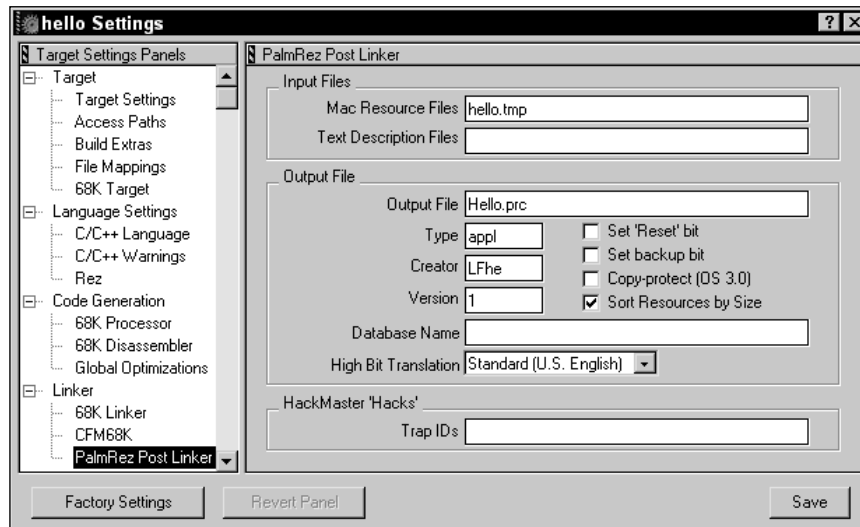 hello Settings
Target Settings Panels
Target
Target Settings
Access Paths
Build Extras
File Mappings
68K Target
Language Settings
C/C++ Language
C/C++ Warnings
Rez
Code Generation
68K Processor
68K Disassembler
Global Optimizations
Linker
68K Linker
CFM68K
PalmRez Post Linker
PalmRez Post Linker
Input Files
Mac Resource Files hello.tmp
Text Description Files
Output File
Output File Hello.prc
Type appl
Set 'Reset' bit
Creator LFhe
Set backup bit
Copy-protect (OS 3.0)
Version 1
Sort Resources by Size
Database Name
High Bit Translation Standard (U.S. English)
HackMaster 'Hacks'
Trap IDs
Factory Settings
Revert Panel
Save